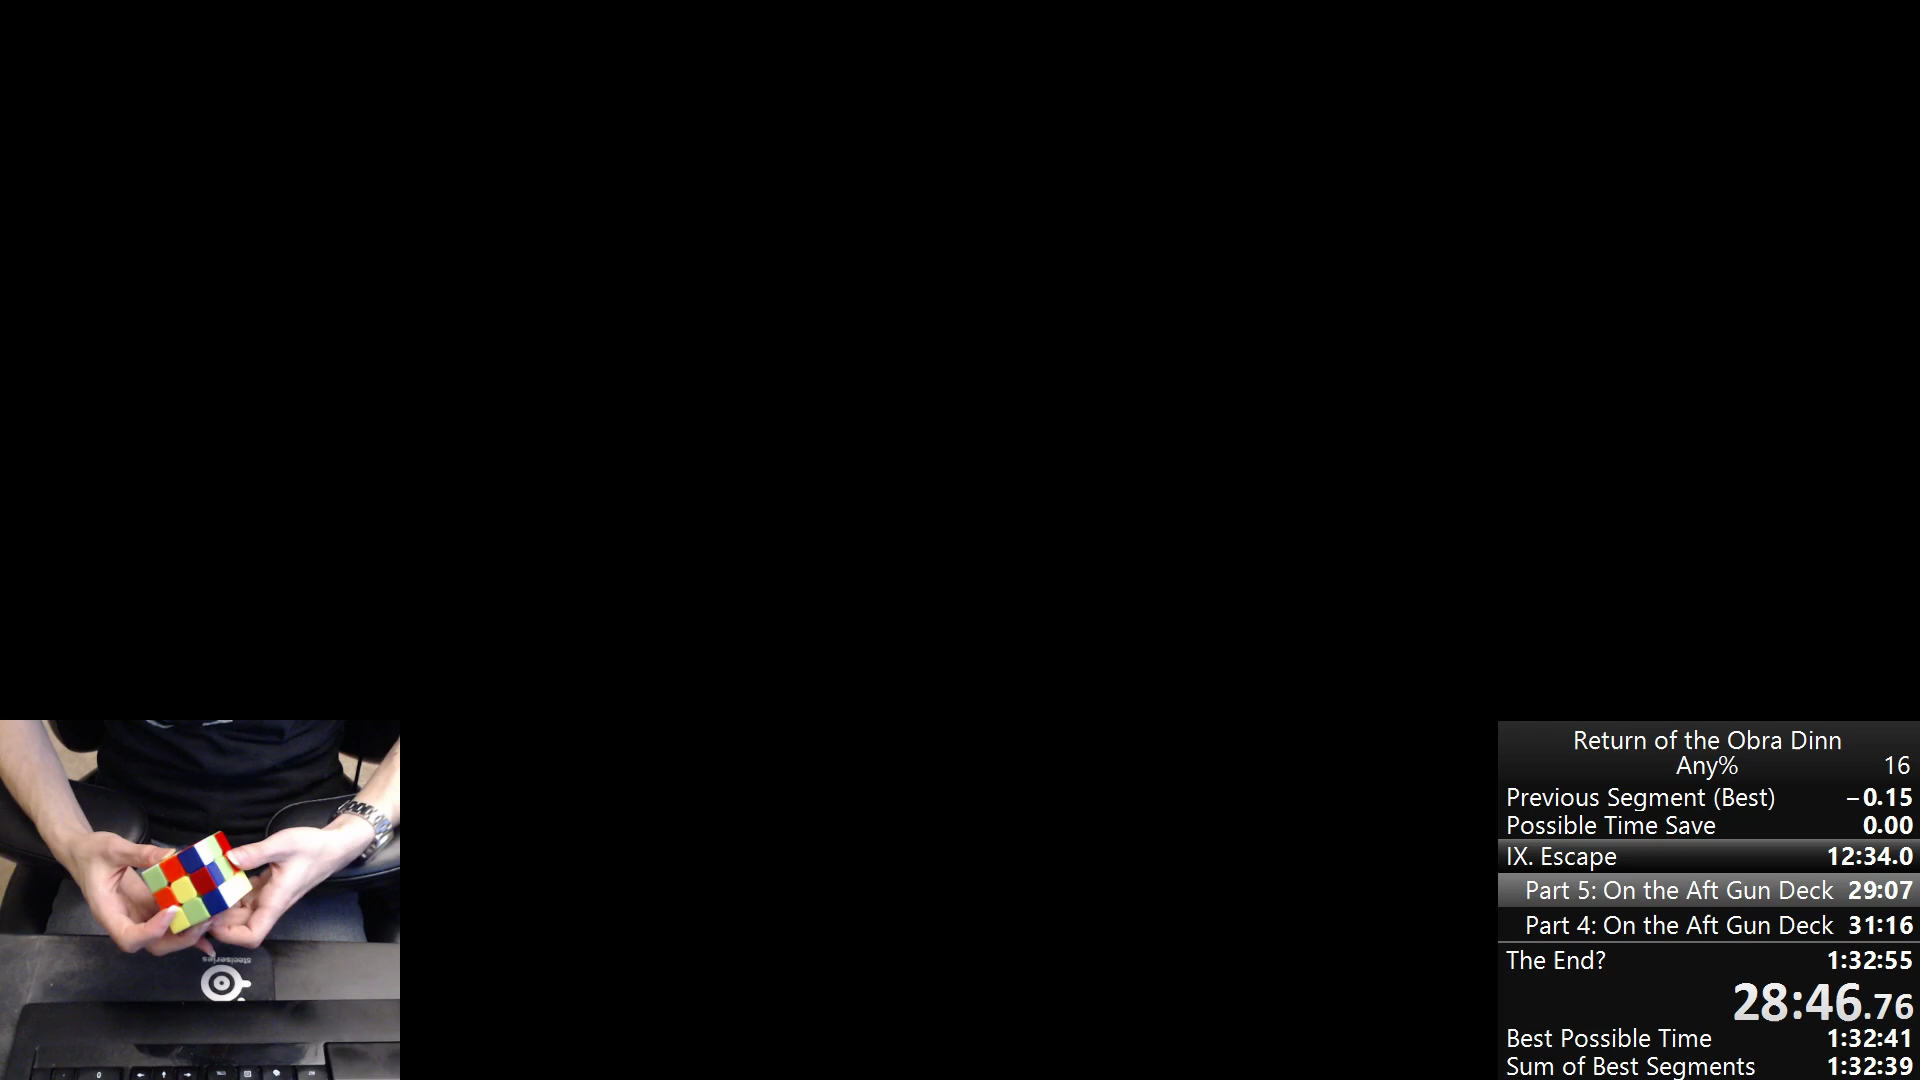 Return of the Obra Dinn
Any% 16
Previous Segment (Best) −0.15
Possible Time Save 0.00
IX. Escape 12:34.0
Part 5: On the Aft Gun Deck 29:07
Part 4: On the Aft Gun Deck 31:16
The End? 1:32:55
28:46.76
Best Possible Time 1:32:41
Sum of Best Segments 1:32:39
steelseries